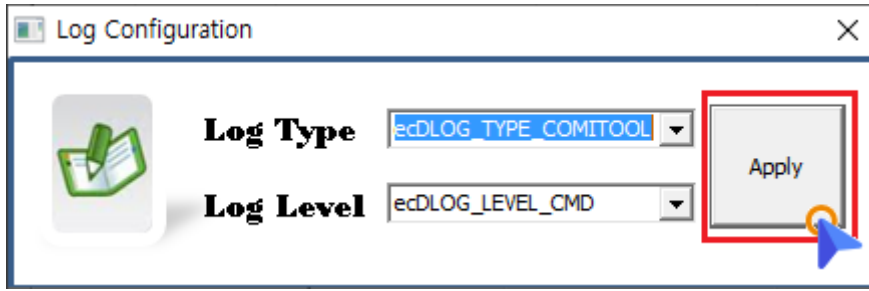 Log Configuration
Log Type
ecDLOG_TYPE_COMITOOL
Apply
Log Level
ecDLOG_LEVEL_CMD